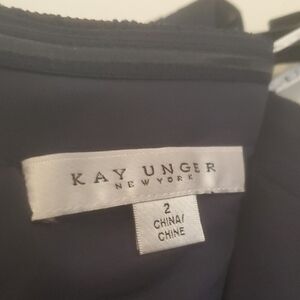 KAY UNGER
NEW YORK
2
CHINA/
CHINE